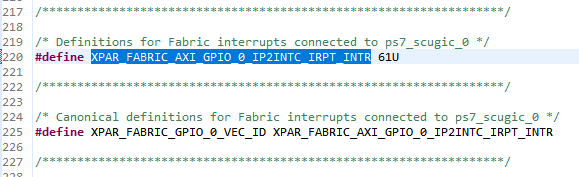 217 /******************************************************************/
218
219 /* Definitions for Fabric interrupts connected to ps7_scugic_0 */
220 #define XPAR_FABRIC_AXI_GPIO_0_IP2INTC_IRPT_INTR 61U
221
222 /******************************************************************/
223
224 /* Canonical definitions for Fabric interrupts connected to ps7_scugic_0 */
225 #define XPAR_FABRIC_GPIO_0_VEC_ID XPAR_FABRIC_AXI_GPIO_0_IP2INTC_IRPT_INTR
226
227 /******************************************************************/